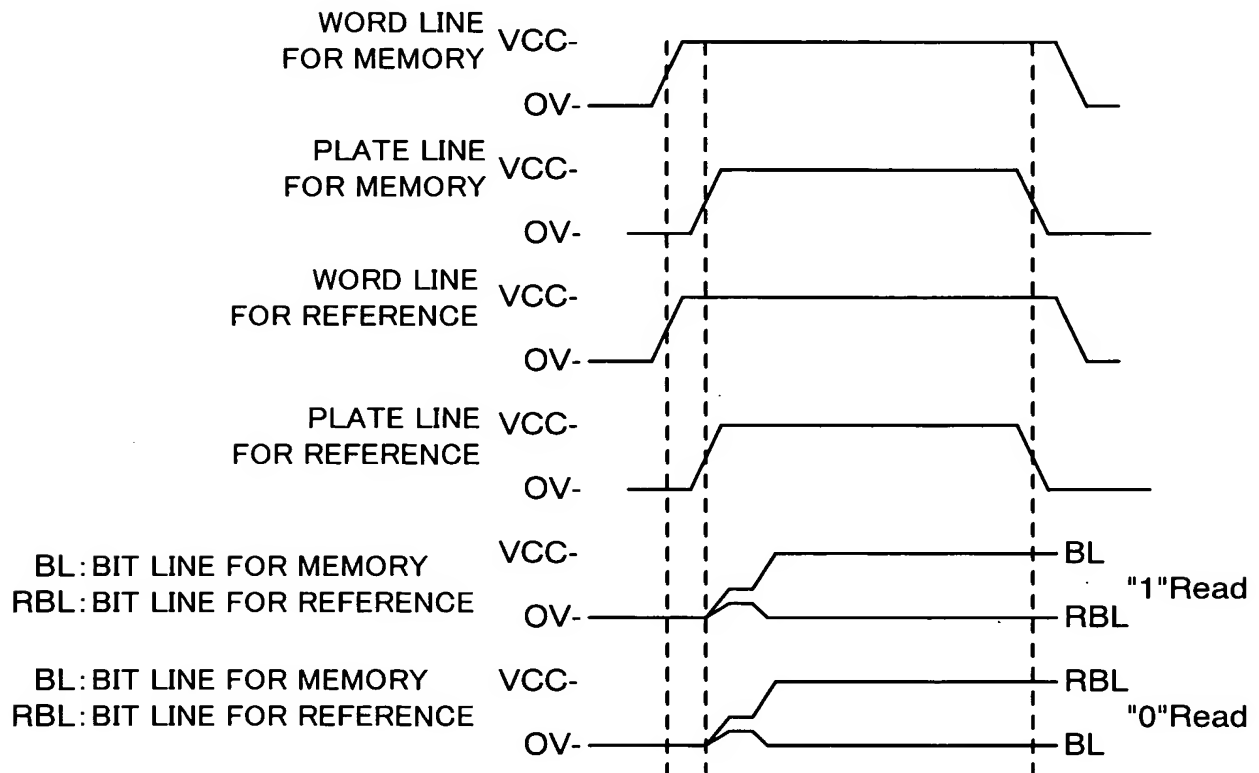 WORD LINE
FOR MEMORY
VCC-
OV-
PLATE LINE
FOR MEMORY
VCC-
OV-
WORD LINE
FOR REFERENCE
VCC-
OV-
PLATE LINE
FOR REFERENCE
VCC-
OV-
BL:BIT LINE FOR MEMORY
RBL:BIT LINE FOR REFERENCE
VCC-
OV-
BL
RBL
"1"Read
BL:BIT LINE FOR MEMORY
RBL:BIT LINE FOR REFERENCE
VCC-
OV-
RBL
BL
"0"Read